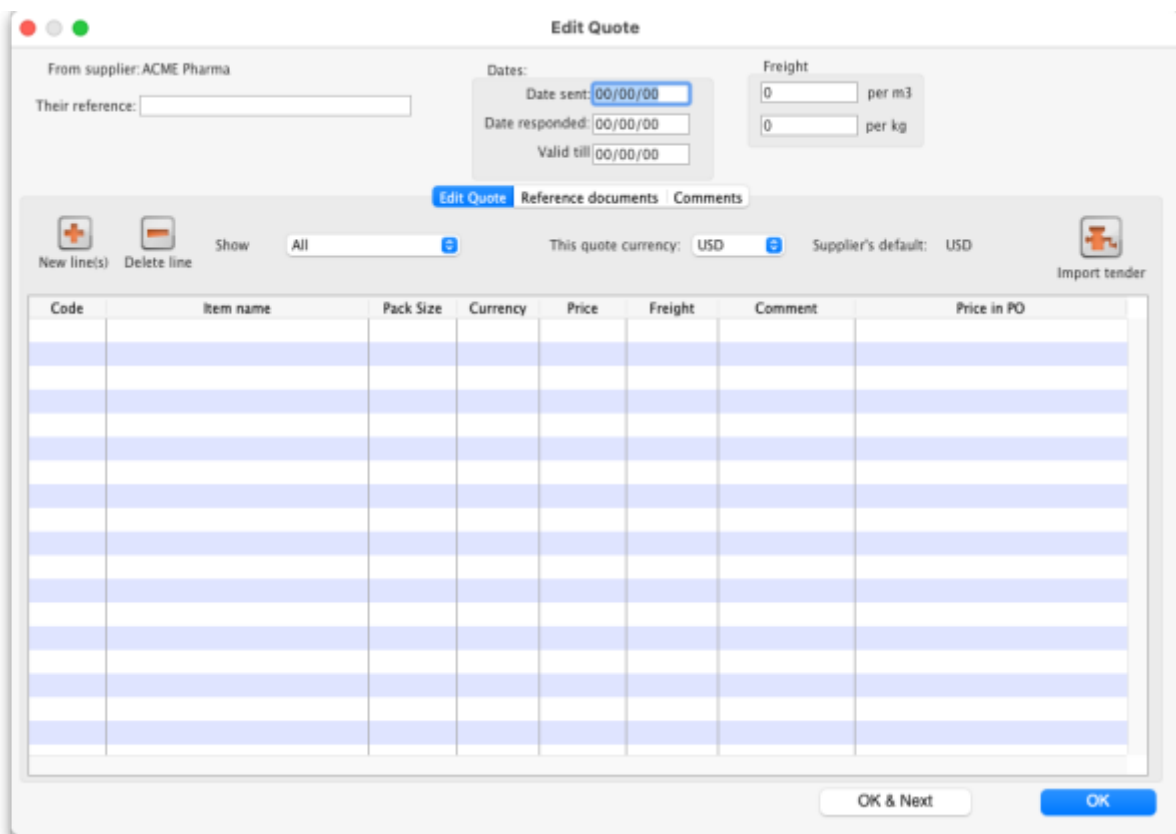 Edit Quote
From supplier: ACME Pharma
Their reference:
Dates:
Date sent: 00/00/00
Date responded: 00/00/00
Valid till 00/00/00
Freight
0 per m3
0 per kg
Edit Quote Reference documents Comments
New line(s) Delete line Show All This quote currency: USD Supplier's default: USD Import tender
Code Item name Pack Size Currency Price Freight Comment Price in PO
OK & Next OK